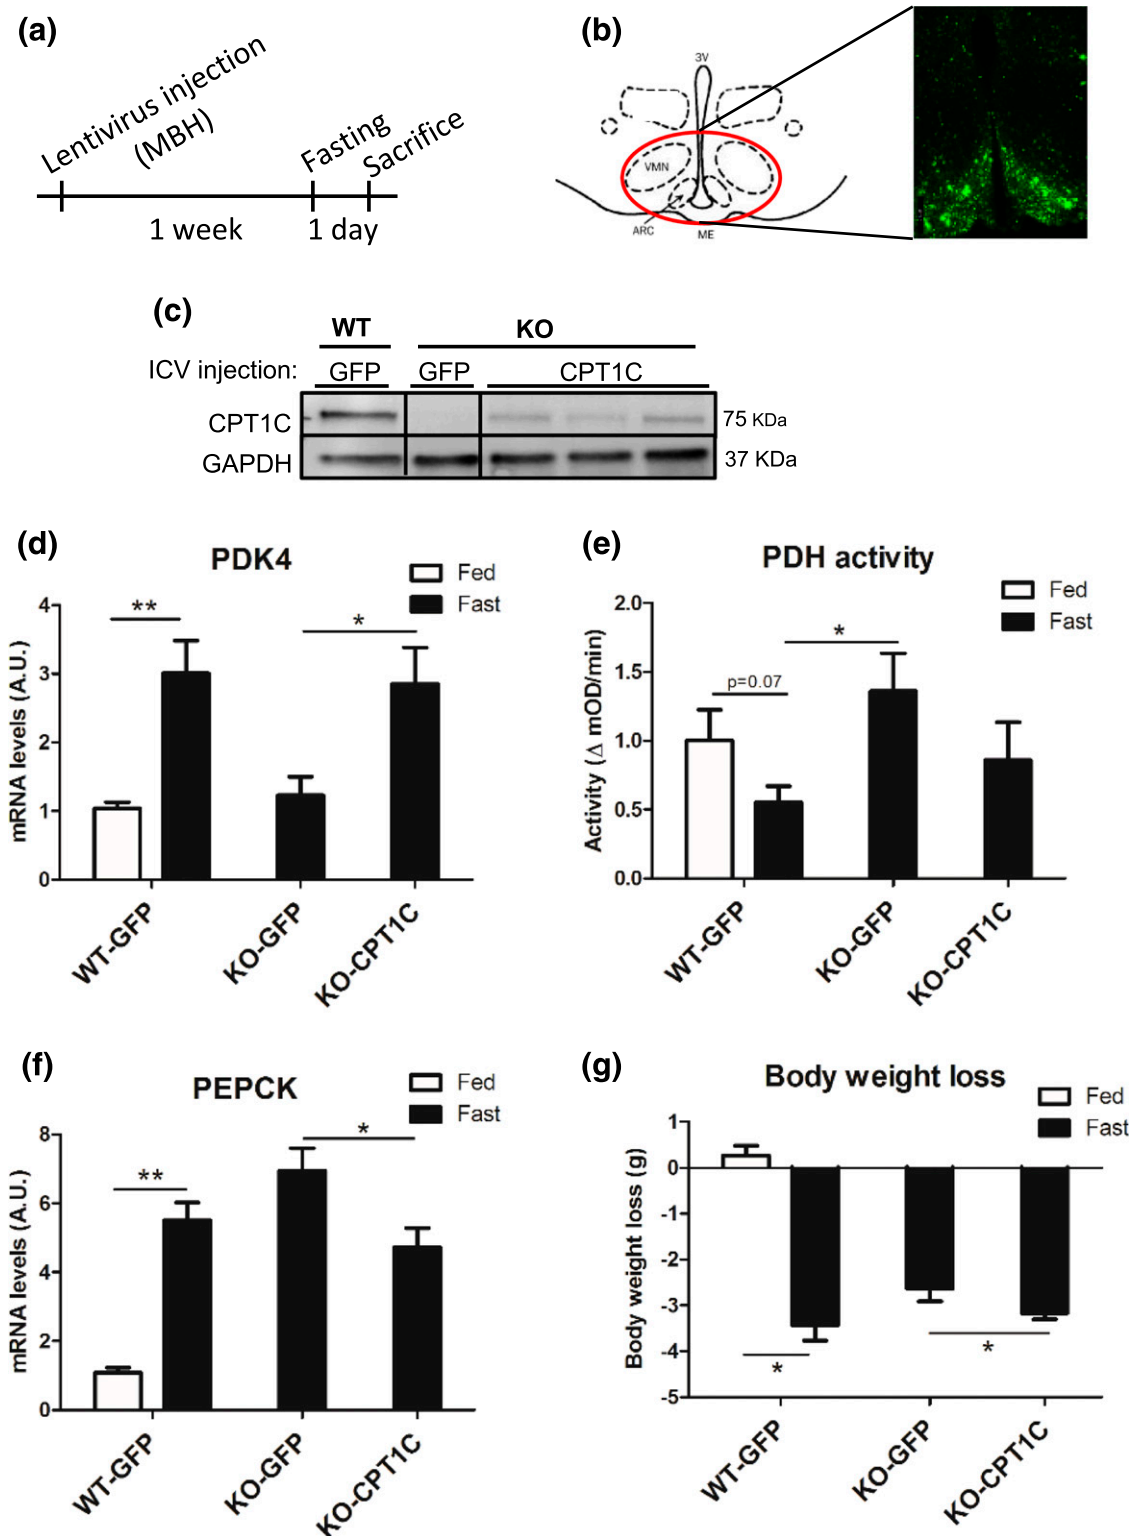 (a)
Lentivirus injection
(MBH)
Fasting
Sacrifice
1 week
1 day
(b)
3V
VMN
ARC
ME
(c)
WT
KO
ICV injection:
GFP
GFP
CPT1C
CPT1C
75 KDa
GAPDH
37 KDa
(d)
PDK4
Fed
Fast
mRNA levels (A.U.)
4
3
2
1
0
**
*
WT-GFP
KO-GFP
KO-CPT1C
(e)
PDH activity
Fed
Fast
Activity (Δ mOD/min)
2.0
1.5
1.0
0.5
0.0
p=0.07
*
WT-GFP
KO-GFP
KO-CPT1C
(f)
PEPCK
Fed
Fast
mRNA levels (A.U.)
8
6
4
2
0
**
*
WT-GFP
KO-GFP
KO-CPT1C
(g)
Body weight loss
Fed
Fast
Body weight loss (g)
1
0
-1
-2
-3
-4
-5
*
*
WT-GFP
KO-GFP
KO-CPT1C